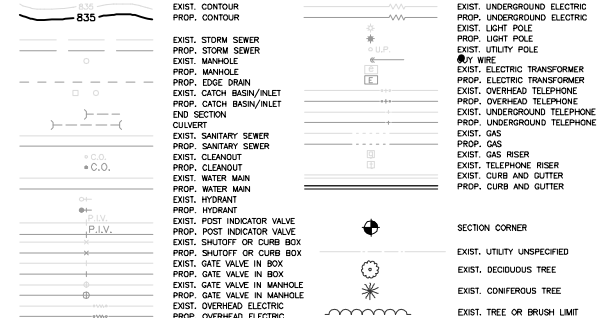 835 EXIST. CONTOUR
835 PROP. CONTOUR
EXIST. STORM SEWER
PROP. STORM SEWER
EXIST. MANHOLE
PROP. MANHOLE
PROP. EDGE DRAIN
EXIST. CATCH BASIN/INLET
PROP. CATCH BASIN/INLET
END SECTION
CULVERT
EXIST. SANITARY SEWER
PROP. SANITARY SEWER
C.O. EXIST. CLEANOUT
C.O. PROP. CLEANOUT
EXIST. WATER MAIN
PROP. WATER MAIN
EXIST. HYDRANT
PROP. HYDRANT
P.I.V. EXIST. POST INDICATOR VALVE
P.I.V. PROP. POST INDICATOR VALVE
EXIST. SHUTOFF OR CURB BOX
PROP. SHUTOFF OR CURB BOX
EXIST. GATE VALVE IN BOX
PROP. GATE VALVE IN BOX
EXIST. GATE VALVE IN MANHOLE
PROP. GATE VALVE IN MANHOLE
EXIST. OVERHEAD ELECTRIC
PROP. OVERHEAD ELECTRIC
EXIST. UNDERGROUND ELECTRIC
PROP. UNDERGROUND ELECTRIC
EXIST. LIGHT POLE
PROP. LIGHT POLE
U.P. EXIST. UTILITY POLE
GUY WIRE
E EXIST. ELECTRIC TRANSFORMER
E PROP. ELECTRIC TRANSFORMER
EXIST. OVERHEAD TELEPHONE
PROP. OVERHEAD TELEPHONE
EXIST. UNDERGROUND TELEPHONE
PROP. UNDERGROUND TELEPHONE
EXIST. GAS
PROP. GAS
EXIST. GAS RISER
EXIST. TELEPHONE RISER
EXIST. CURB AND GUTTER
PROP. CURB AND GUTTER
SECTION CORNER
EXIST. UTILITY UNSPECIFIED
EXIST. DECIDUOUS TREE
EXIST. CONIFEROUS TREE
EXIST. TREE OR BRUSH LIMIT